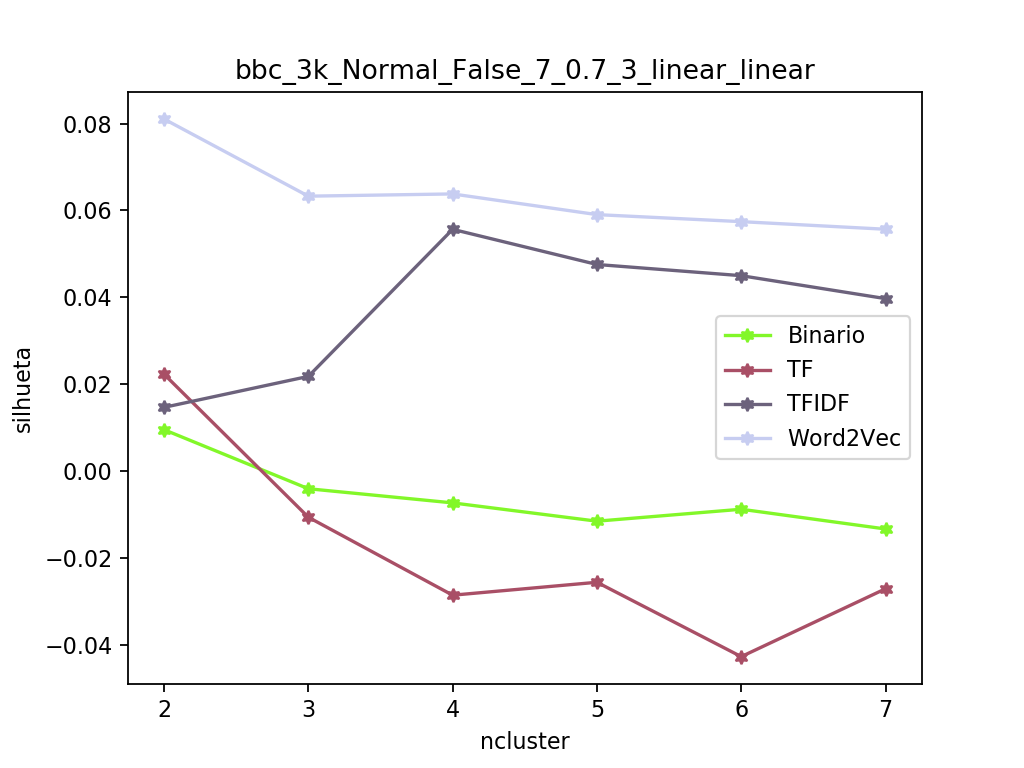 bbc_3k_Normal_False_7_0.7_3_linear_linear
silhueta
0.08
0.06
0.04
0.02
0.00
−0.02
−0.04
Binario
TF
TFIDF
Word2Vec
2 3 4 5 6 7
ncluster